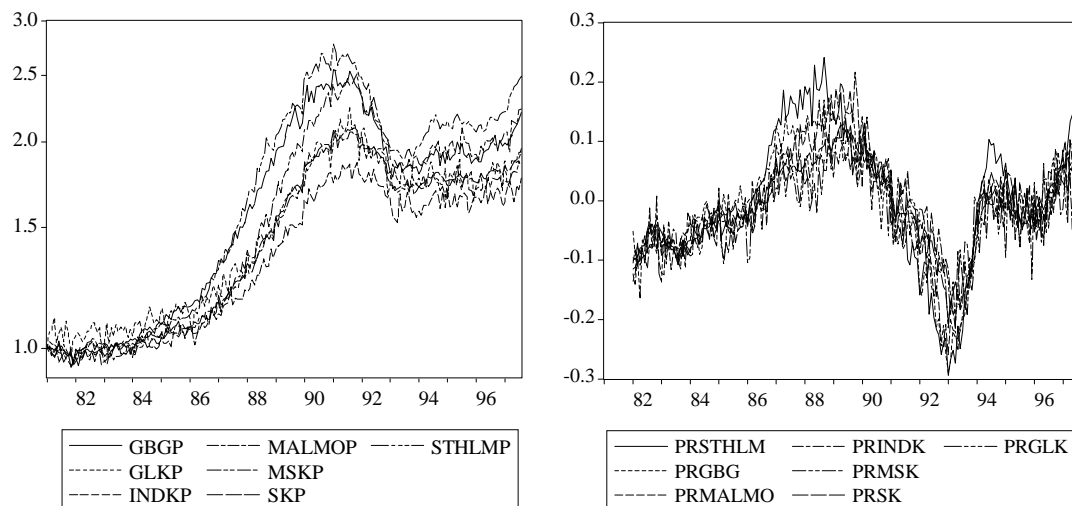 3.0
2.5
2.0
1.5
1.0
82 84 86 88 90 92 94 96
GBGP MALMOP STHLMP
GLKP MSKP
INDKP SKP
0.3
0.2
0.1
0.0
-0.1
-0.2
-0.3
82 84 86 88 90 92 94 96
PRSTHLM PRINDK PRGLK
PRGBG PRMSK
PRMALMO PRSK